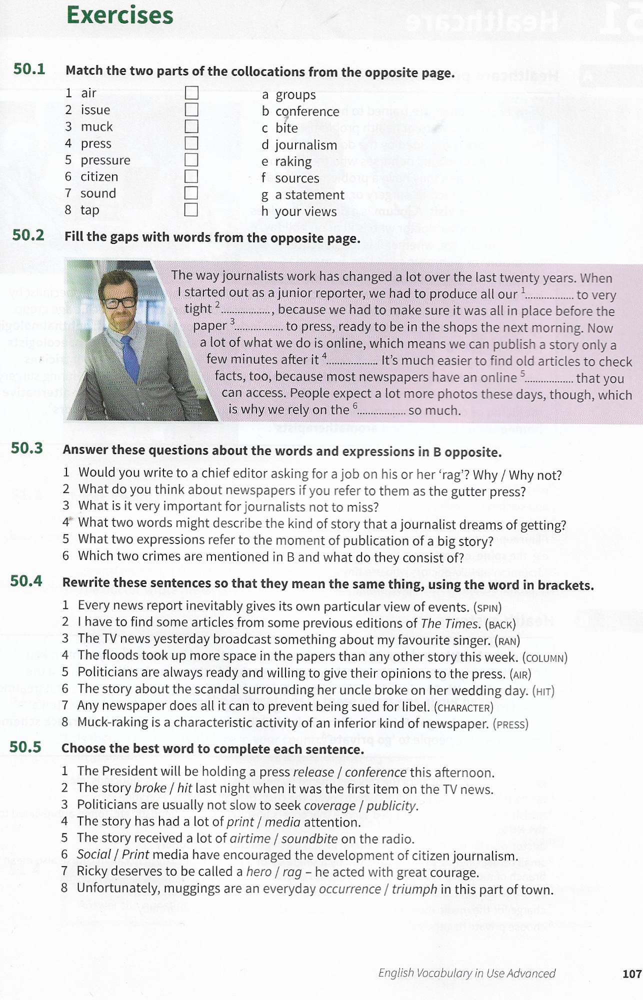 Exercises
50.1 Match the two parts of the collocations from the opposite page.
1 air
2 issue
3 muck
4 press
5 pressure
6 citizen
7 sound
8 tap
a groups
b conference
c bite
d journalism
e raking
f sources
g a statement
h your views
50.2 Fill the gaps with words from the opposite page.
The way journalists work has changed a lot over the last twenty years. When
I started out as a junior reporter, we had to produce all our 1................. to very
tight 2................., because we had to make sure it was all in place before the
paper 3................. to press, ready to be in the shops the next morning. Now
a lot of what we do is online, which means we can publish a story only a
few minutes after it 4................. . It's much easier to find old articles to check
facts, too, because most newspapers have an online 5................. that you
can access. People expect a lot more photos these days, though, which
is why we rely on the 6................. so much.
50.3 Answer these questions about the words and expressions in B opposite.
1 Would you write to a chief editor asking for a job on his or her 'rag'? Why / Why not?
2 What do you think about newspapers if you refer to them as the gutter press?
3 What is it very important for journalists not to miss?
4 What two words might describe the kind of story that a journalist dreams of getting?
5 What two expressions refer to the moment of publication of a big story?
6 Which two crimes are mentioned in B and what do they consist of?
50.4 Rewrite these sentences so that they mean the same thing, using the word in brackets.
1 Every news report inevitably gives its own particular view of events. (SPIN)
2 I have to find some articles from some previous editions of The Times. (BACK)
3 The TV news yesterday broadcast something about my favourite singer. (RAN)
4 The floods took up more space in the papers than any other story this week. (COLUMN)
5 Politicians are always ready and willing to give their opinions to the press. (AIR)
6 The story about the scandal surrounding her uncle broke on her wedding day. (HIT)
7 Any newspaper does all it can to prevent being sued for libel. (CHARACTER)
8 Muck-raking is a characteristic activity of an inferior kind of newspaper. (PRESS)
50.5 Choose the best word to complete each sentence.
1 The President will be holding a press release / conference this afternoon.
2 The story broke / hit last night when it was the first item on the TV news.
3 Politicians are usually not slow to seek coverage / publicity.
4 The story has had a lot of print / media attention.
5 The story received a lot of airtime / soundbite on the radio.
6 Social / Print media have encouraged the development of citizen journalism.
7 Ricky deserves to be called a hero / rag – he acted with great courage.
8 Unfortunately, muggings are an everyday occurrence / triumph in this part of town.
English Vocabulary in Use Advanced 107